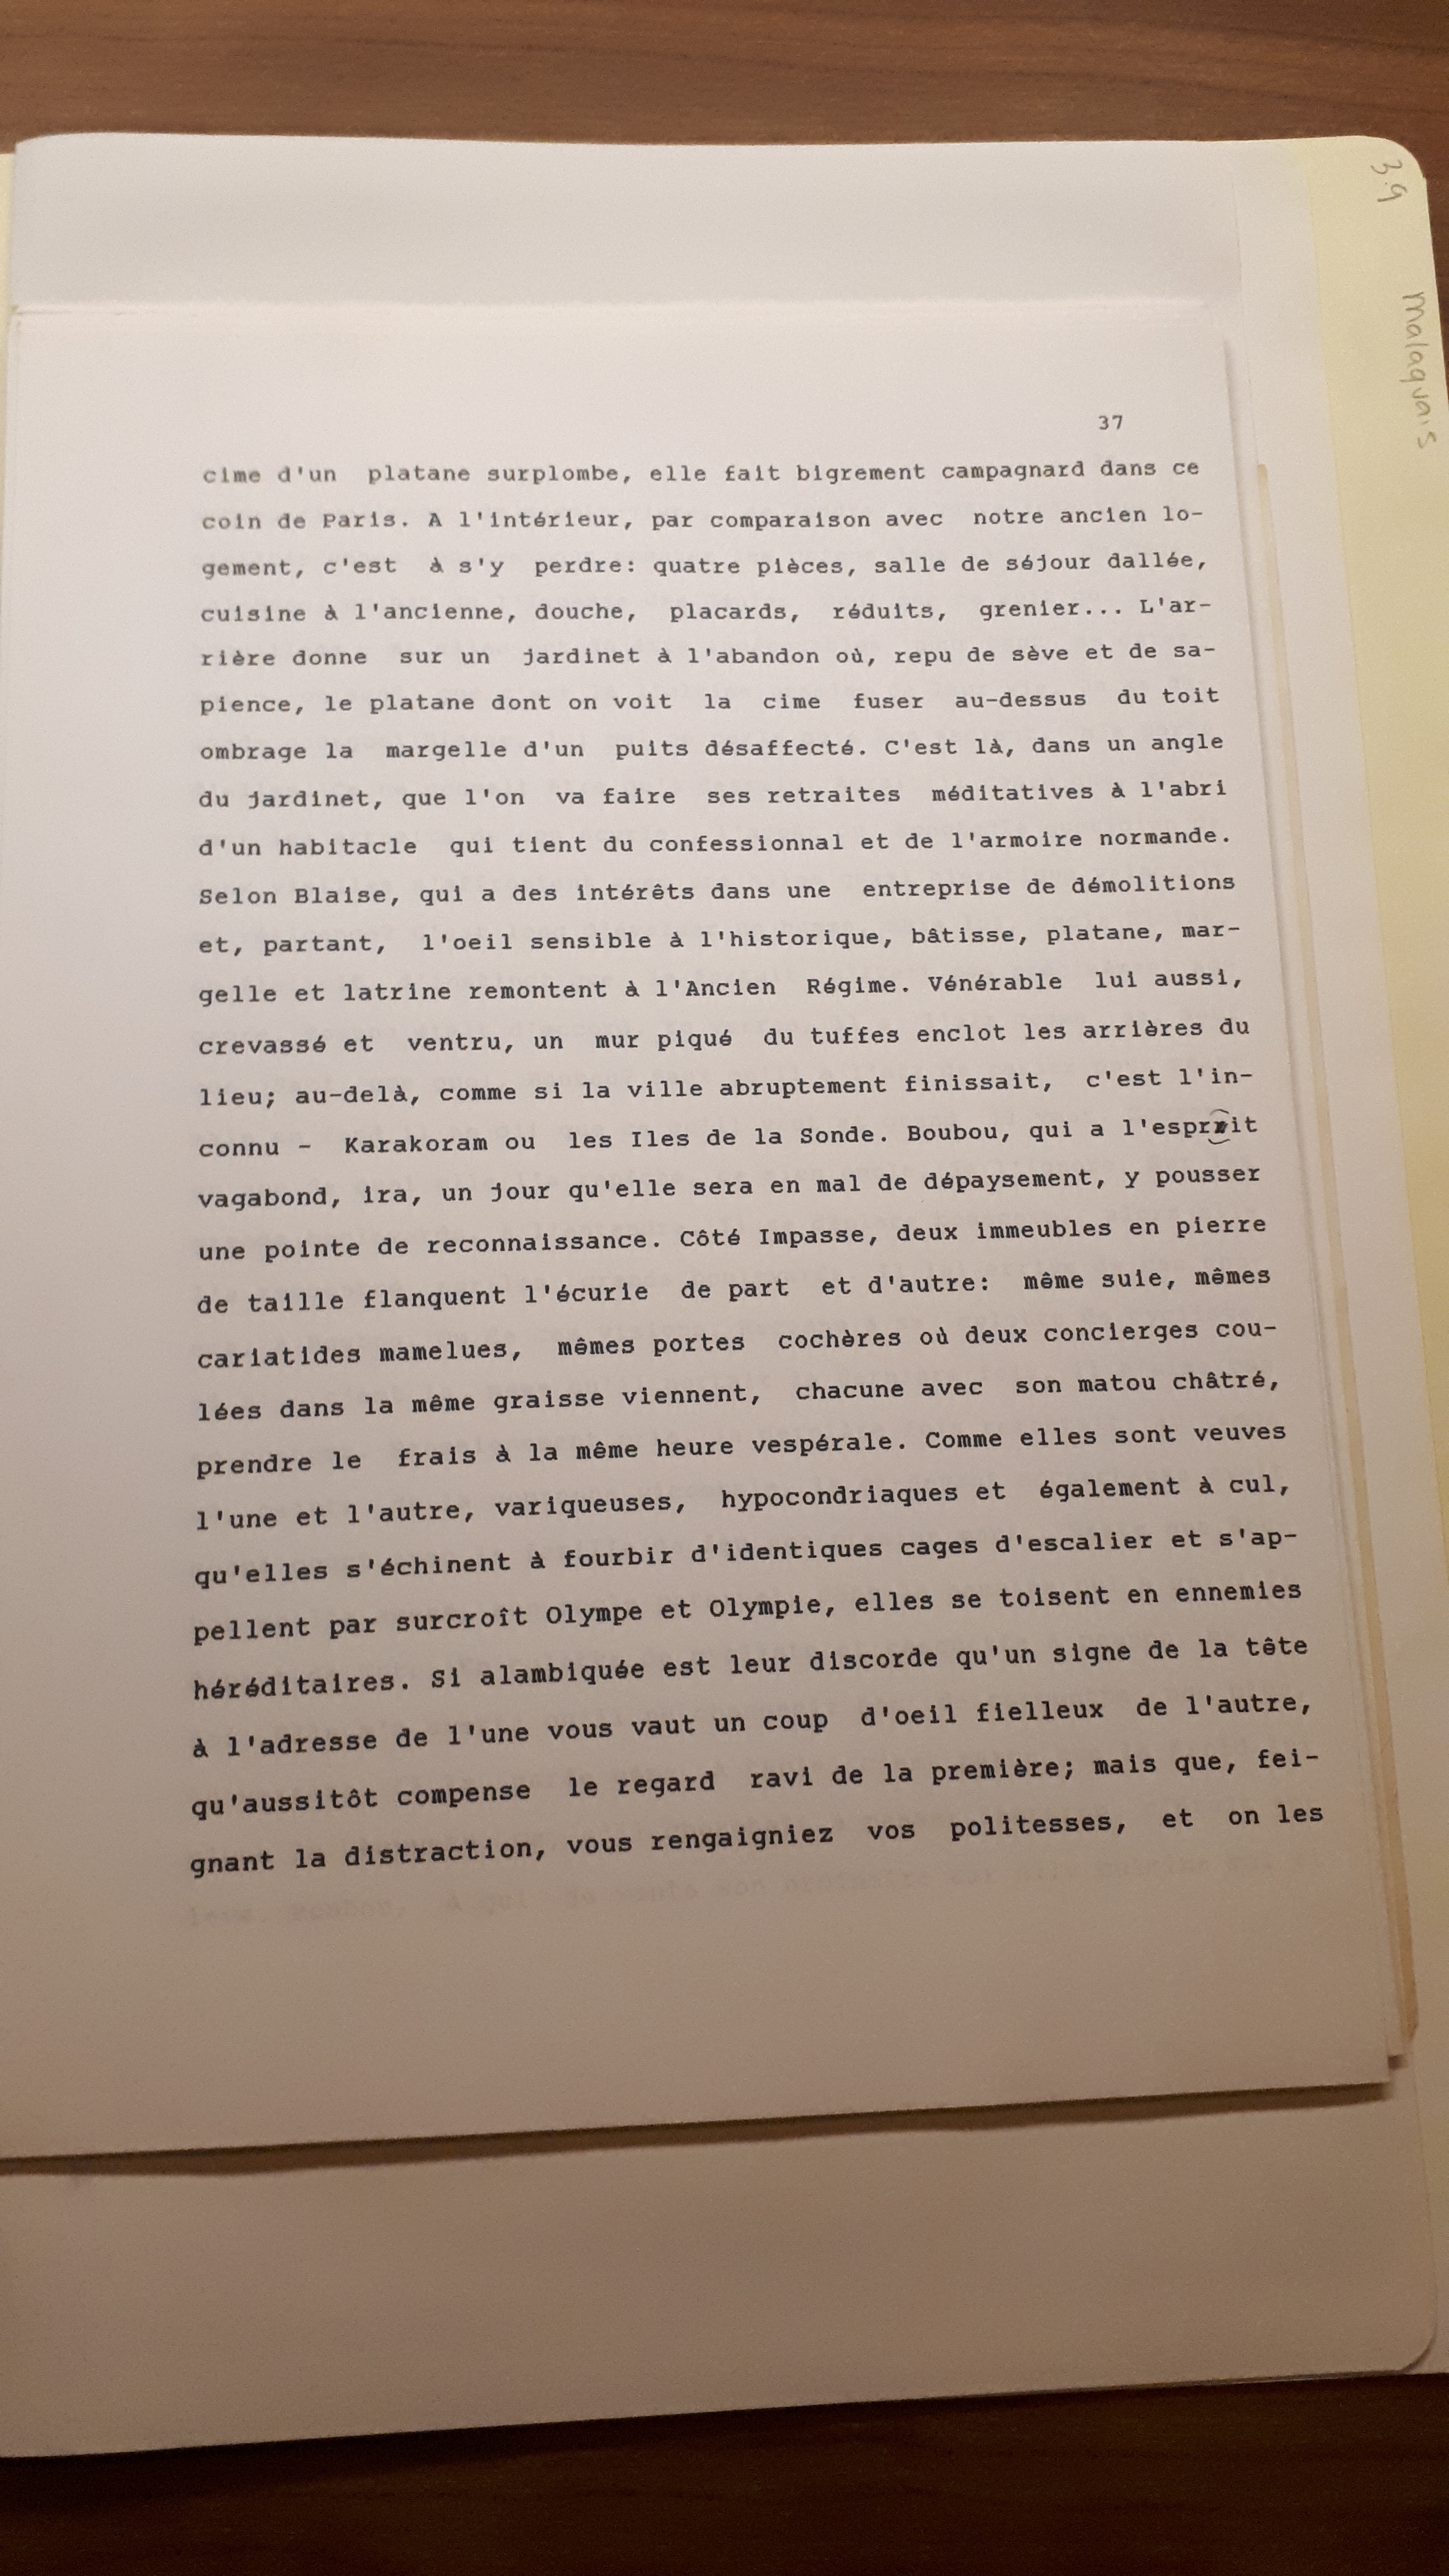 3.9
malaquais
37
cime d'un platane surplombe, elle fait bigrement campagnard dans ce
coin de Paris. A l'intérieur, par comparaison avec notre ancien lo-
gement, c'est à s'y perdre: quatre pièces, salle de séjour dallée,
cuisine à l'ancienne, douche, placards, réduits, grenier... L'ar-
rière donne sur un jardinet à l'abandon où, repu de sève et de sa-
pience, le platane dont on voit la cime fuser au-dessus du toit
ombrage la margelle d'un puits désaffecté. C'est là, dans un angle
du jardinet, que l'on va faire ses retraites méditatives à l'abri
d'un habitacle qui tient du confessionnal et de l'armoire normande.
Selon Blaise, qui a des intérêts dans une entreprise de démolitions
et, partant, l'oeil sensible à l'historique, bâtisse, platane, mar-
gelle et latrine remontent à l'Ancien Régime. Vénérable lui aussi,
crevassé et ventru, un mur piqué du tuffes enclot les arrières du
lieu; au-delà, comme si la ville abruptement finissait, c'est l'in-
connu - Karakoram ou les Iles de la Sonde. Boubou, qui a l'esprit
vagabond, ira, un jour qu'elle sera en mal de dépaysement, y pousser
une pointe de reconnaissance. Côté Impasse, deux immeubles en pierre
de taille flanquent l'écurie de part et d'autre: même suie, mêmes
cariatides mamelues, mêmes portes cochères où deux concierges cou-
lées dans la même graisse viennent, chacune avec son matou châtré,
prendre le frais à la même heure vespérale. Comme elles sont veuves
l'une et l'autre, variqueuses, hypocondriaques et également à cul,
qu'elles s'échinent à fourbir d'identiques cages d'escalier et s'ap-
pellent par surcroît Olympe et Olympie, elles se toisent en ennemies
héréditaires. Si alambiquée est leur discorde qu'un signe de la tête
à l'adresse de l'une vous vaut un coup d'oeil fielleux de l'autre,
qu'aussitôt compense le regard ravi de la première; mais que, fei-
gnant la distraction, vous rengaigniez vos politesses, et on les